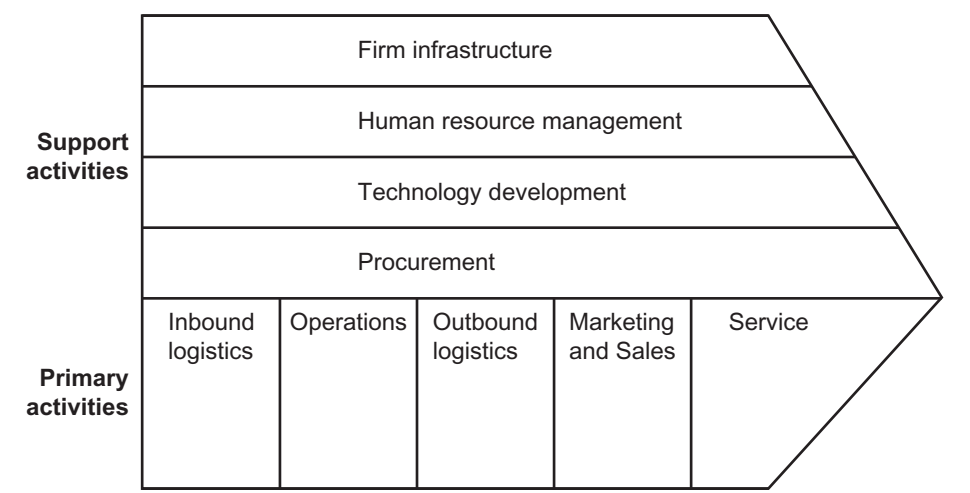 Firm infrastructure
Human resource management
Support
activities
Technology development
Procurement
Inbound
logistics
Operations
Outbound
logistics
Marketing
and Sales
Service
Primary
activities